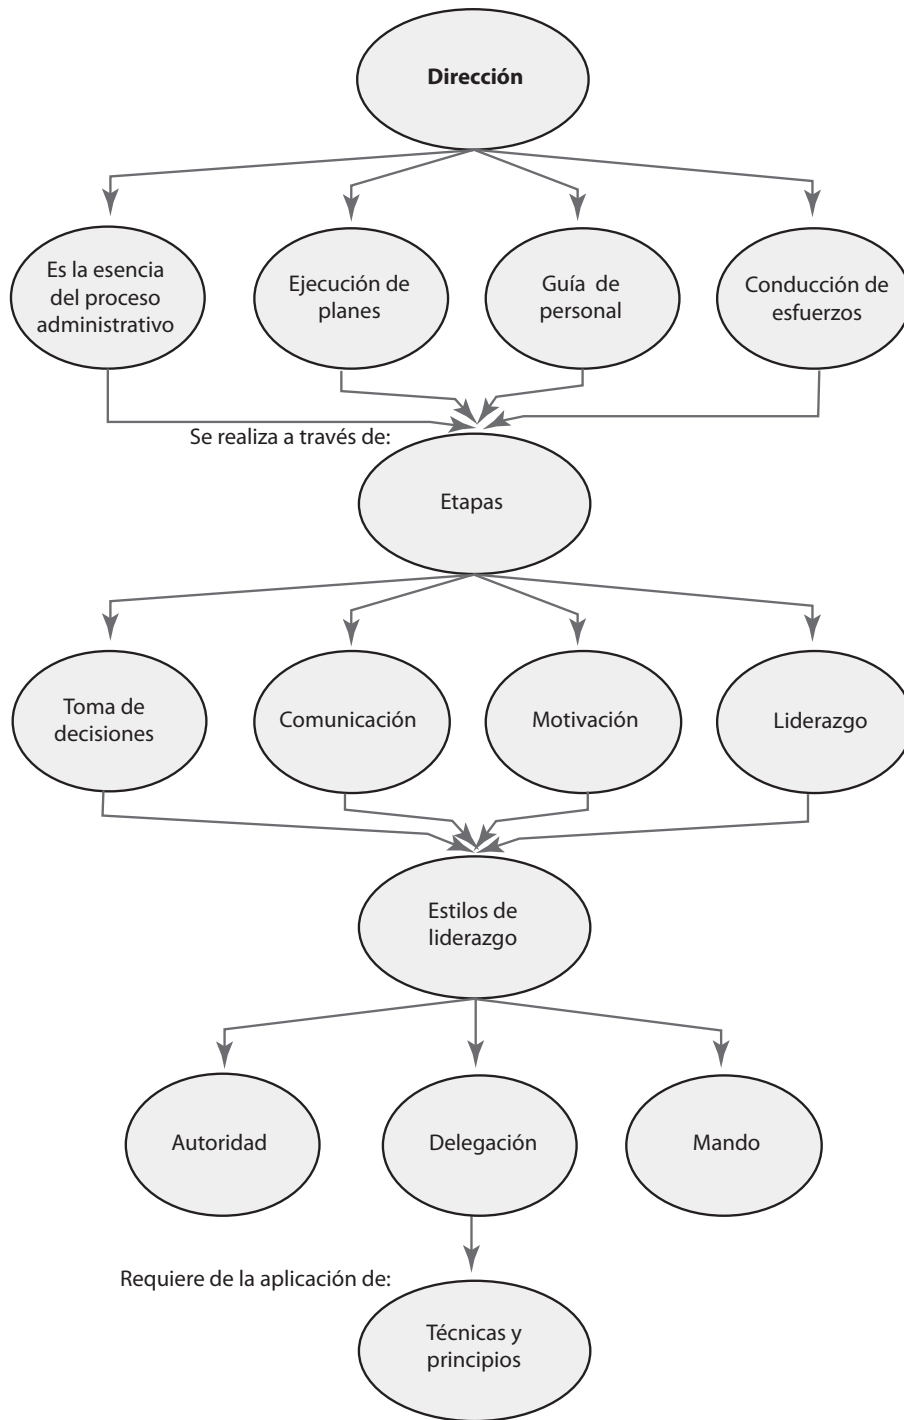 Dirección
Es la esencia
del proceso
administrativo
Ejecución de
planes
Guía de
personal
Conducción de
esfuerzos
Se realiza a través de:
Etapas
Toma de
decisiones
Comunicación
Motivación
Liderazgo
Estilos de
liderazgo
Autoridad
Delegación
Mando
Requiere de la aplicación de:
Técnicas y
principios